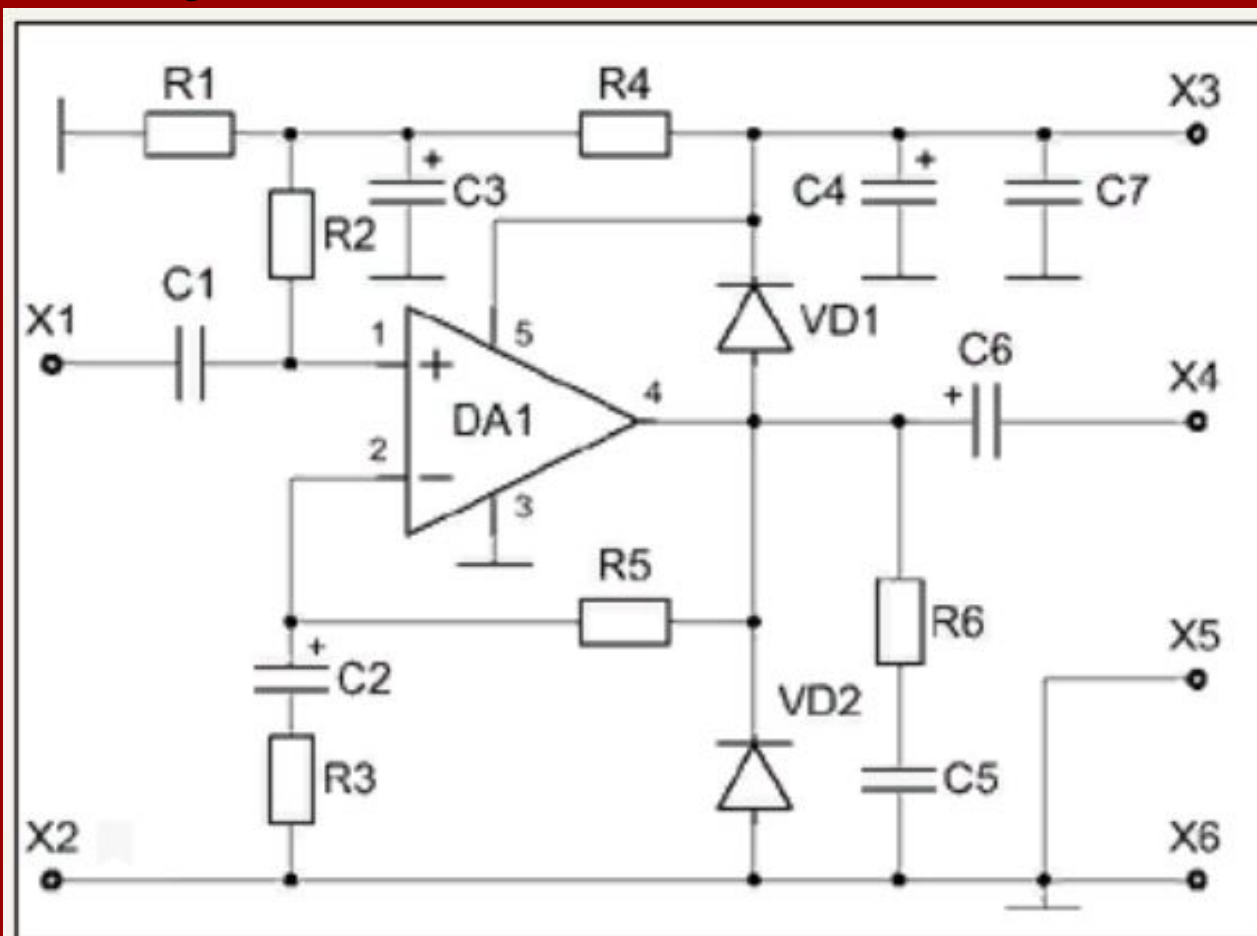 R1
R4
X3
+
C3
C4
+
C7
R2
C1
X1
1
+
5
VD1
C6
DA1
4
+
X4
2
−
3
R5
R6
X5
+
C2
VD2
R3
C5
X2
X6